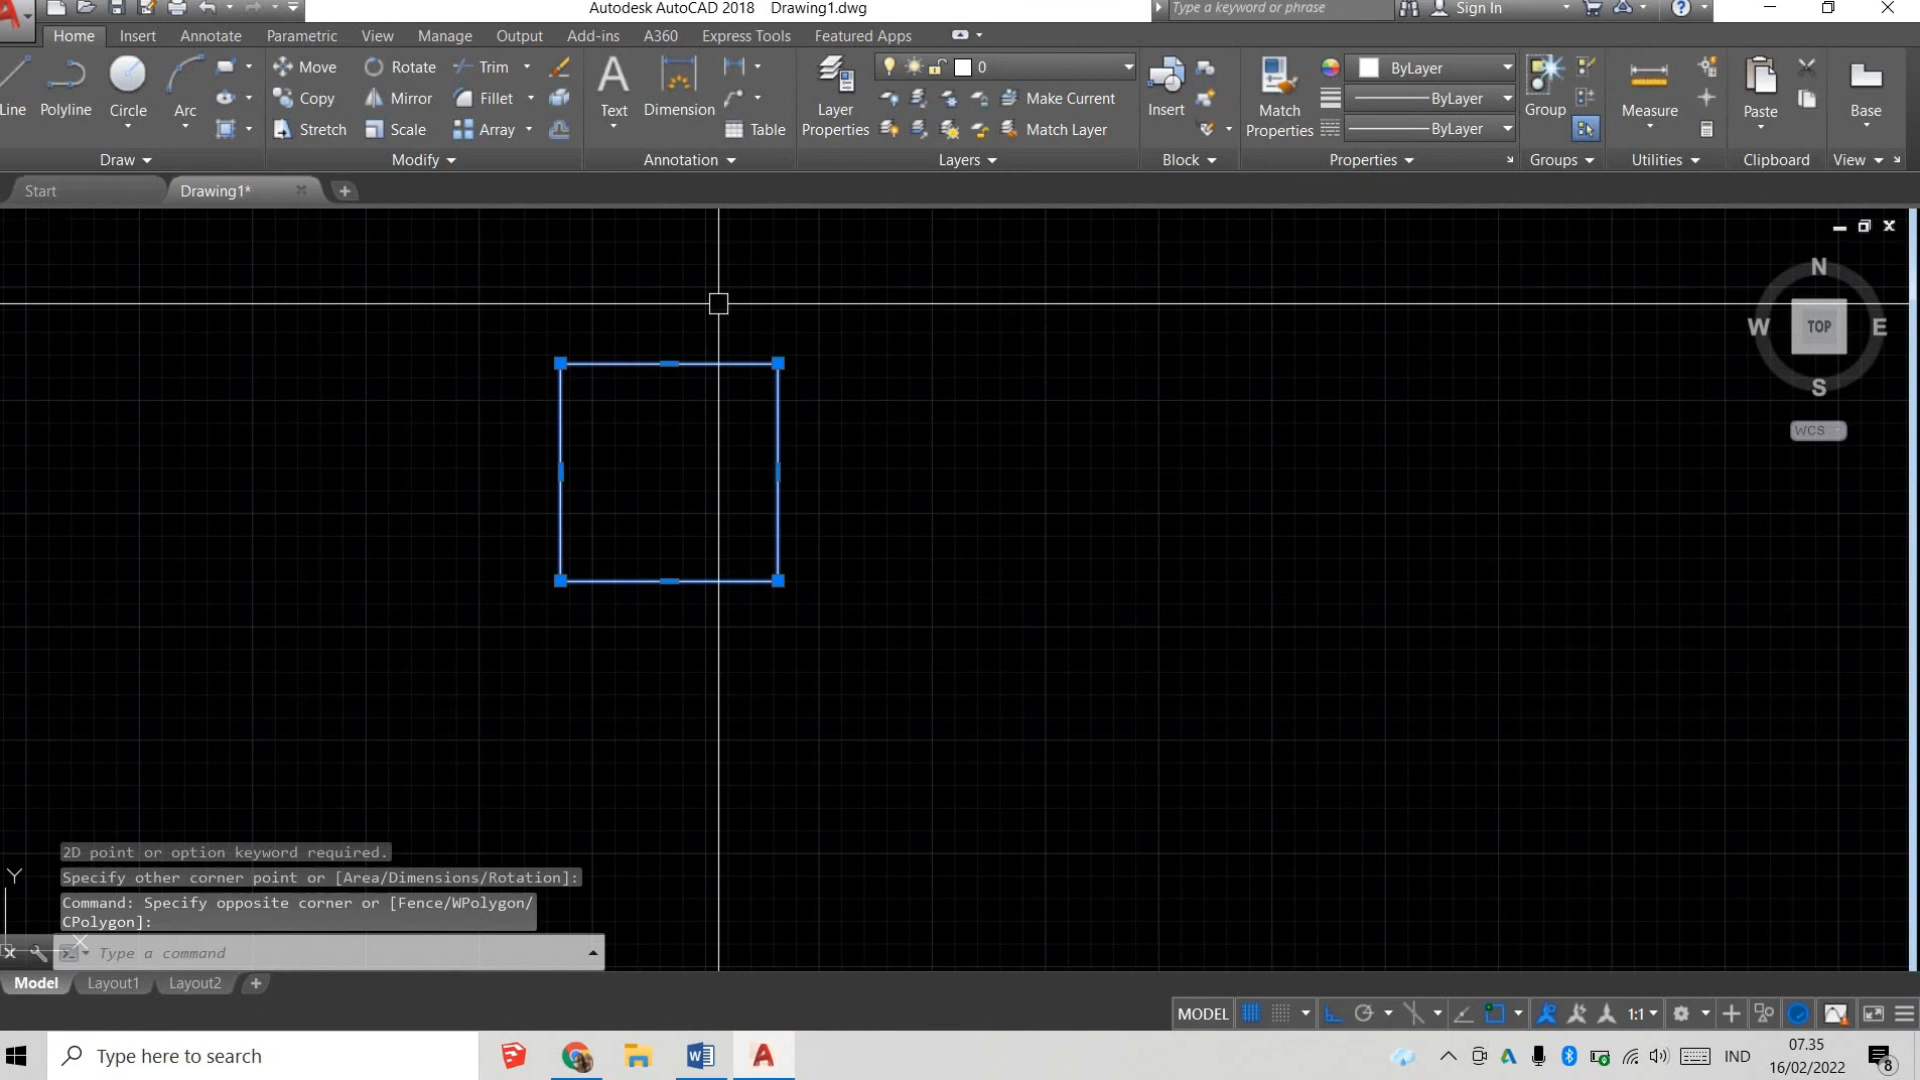 Autodesk AutoCAD 2018 Drawing1.dwg
Type a keyword or phrase
Sign In
Home Insert Annotate Parametric View Manage Output Add-ins A360 Express Tools Featured Apps
Line Polyline Circle Arc
Move Rotate Trim
Copy Mirror Fillet
Stretch Scale Array
Text Dimension Table
Layer Properties
0
Make Current
Match Layer
Insert
Match Properties
ByLayer
ByLayer
ByLayer
Group Measure Paste Base
Draw Modify Annotation Layers Block Properties Groups Utilities Clipboard View
Start Drawing1*
N
W TOP E
S
WCS
2D point or option keyword required.
Specify other corner point or [Area/Dimensions/Rotation]:
Command: Specify opposite corner or [Fence/WPolygon/
CPolygon]:
Y
X
Type a command
Model Layout1 Layout2
MODEL 1:1
Type here to search
IND
07.35
16/02/2022
8